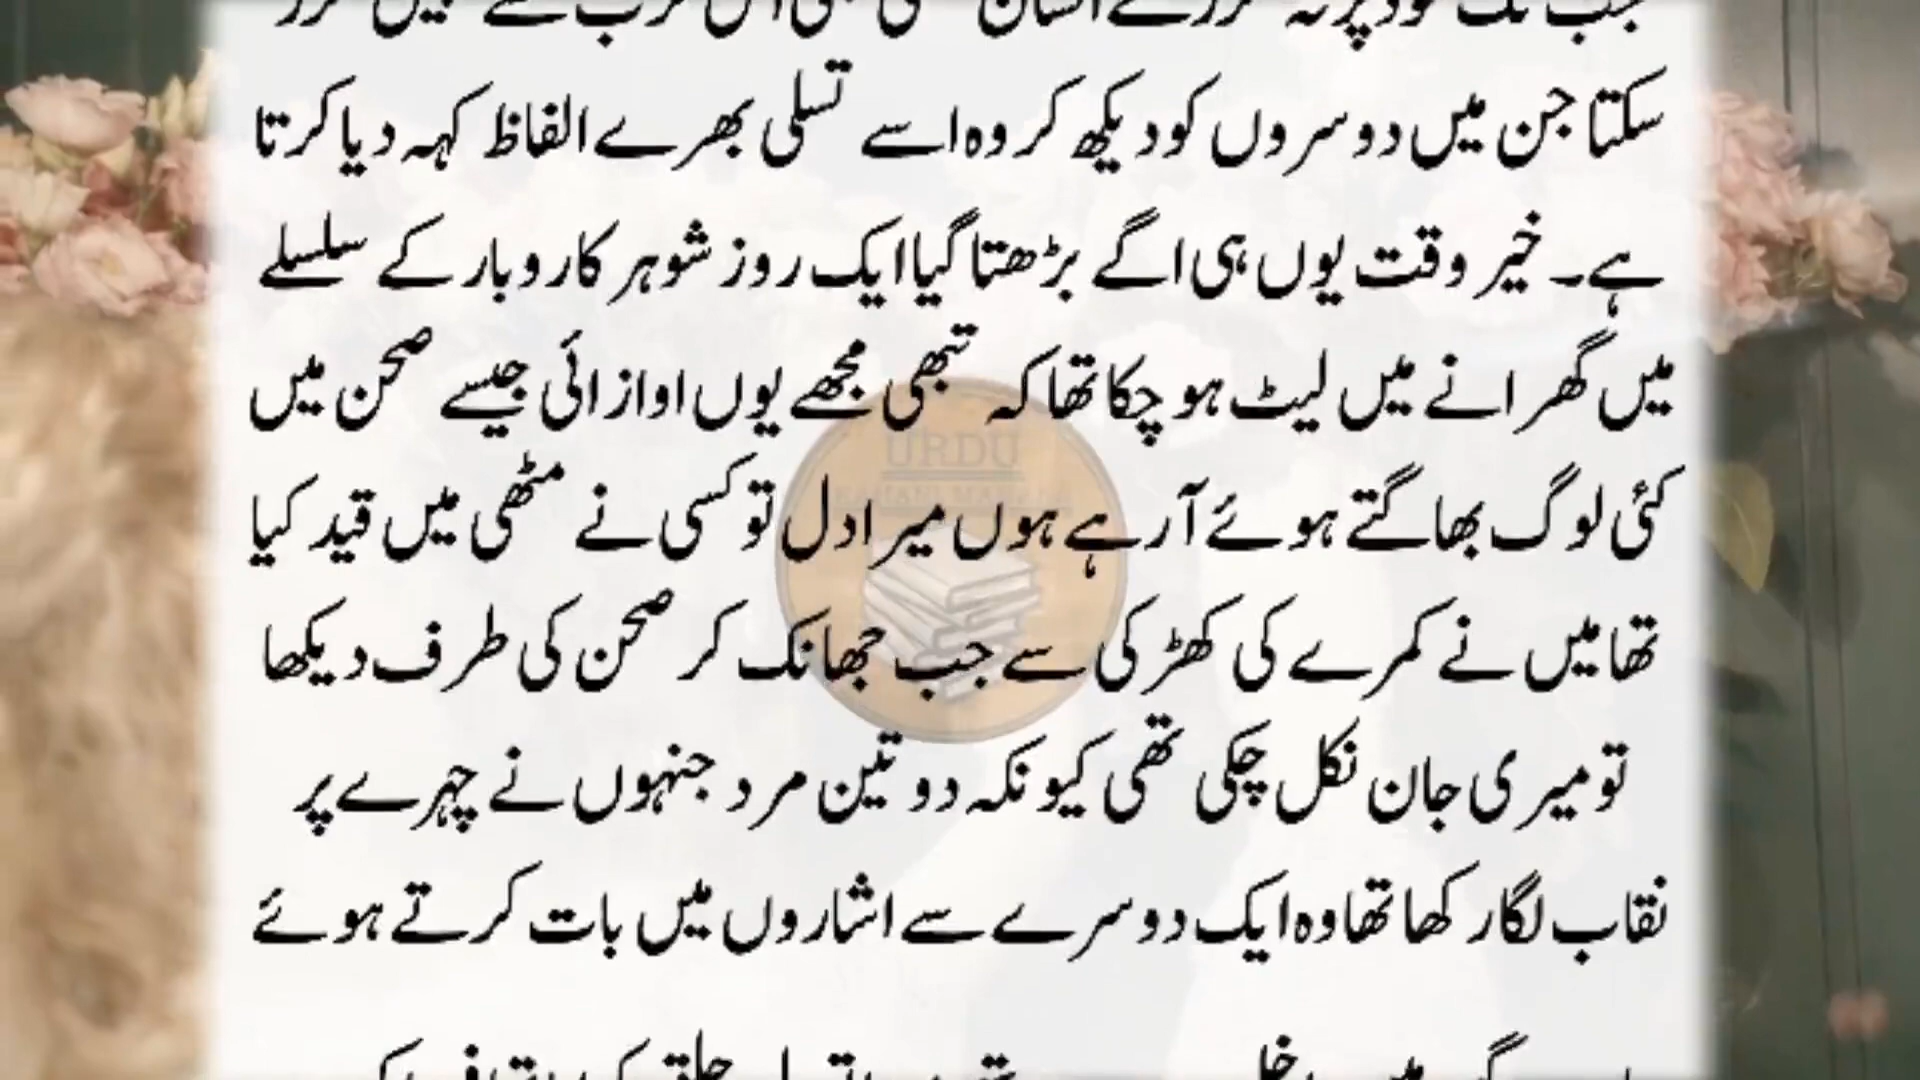 سکتا جن میں دوسروں کو دیکھ کر وہ اسے تسلی بھرے الفاظ کہہ دیا کرتا
ہے۔ خیر وقت یوں ہی اگے بڑھتا گیا ایک روز شوہر کاروبار کے سلسلے
میں گھر انے میں لیٹ ہو چکا تھا کہ تبھی مجھے یوں اواز ائی جیسے صحن میں
URDU
کئی لوگ بھاگتے ہوئے آ رہے ہوں میرا دل تو کسی نے مٹھی میں قید کیا
تھا میں نے کمرے کی کھڑکی سے جب جھانک کر صحن کی طرف دیکھا
تو میری جان نکل چکی تھی کیونکہ دو تین مرد جنہوں نے چہرے پر
نقاب لگا رکھا تھا وہ ایک دوسرے سے اشاروں میں بات کرتے ہوئے